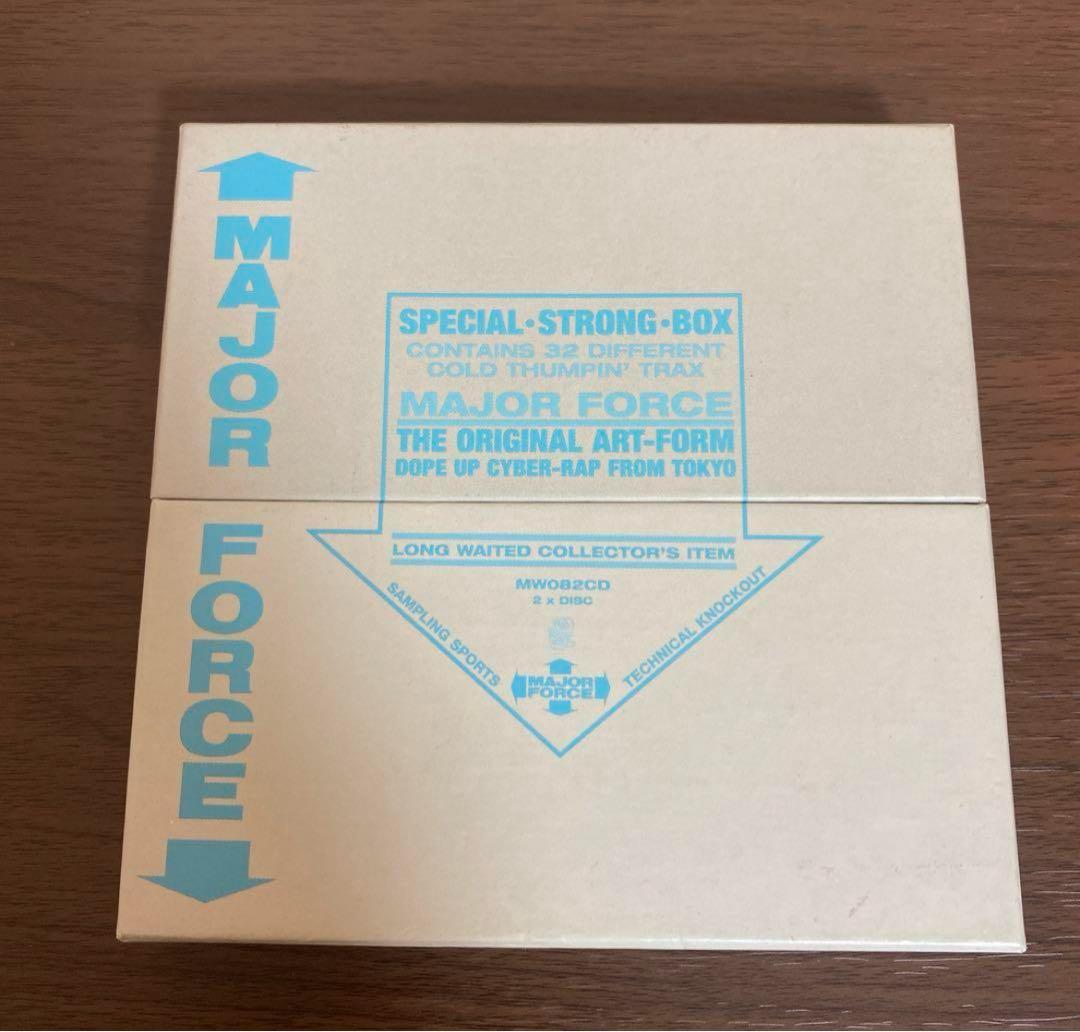 MAJOR
FORCE
SPECIAL·STRONG·BOX
CONTAINS 32 DIFFERENT
COLD THUMPIN' TRAX
MAJOR FORCE
THE ORIGINAL ART-FORM
DOPE UP CYBER-RAP FROM TOKYO
LONG WAITED COLLECTOR'S ITEM
MW082CD
2 x DISC
SAMPLING SPORTS
TECHNICAL KNOCKOUT
MAJOR
FORCE